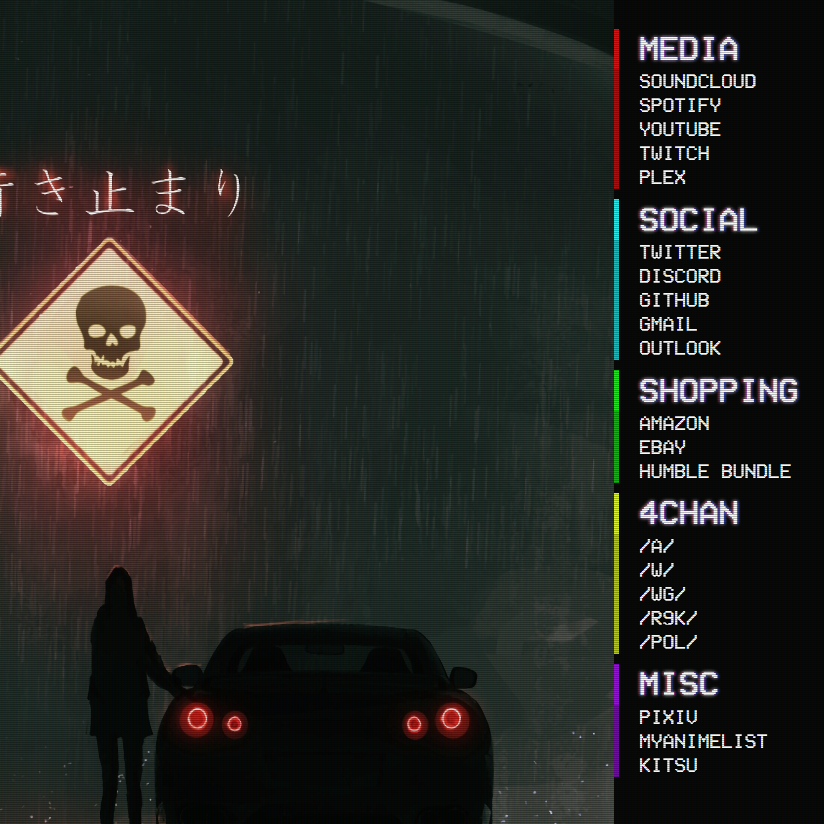 き止まり
MEDIA
SOUNDCLOUD
SPOTIFY
YOUTUBE
TWITCH
PLEX
SOCIAL
TWITTER
DISCORD
GITHUB
GMAIL
OUTLOOK
SHOPPING
AMAZON
EBAY
HUMBLE BUNDLE
4CHAN
/A/
/W/
/WG/
/R9K/
/POL/
MISC
PIXIV
MYANIMELIST
KITSU